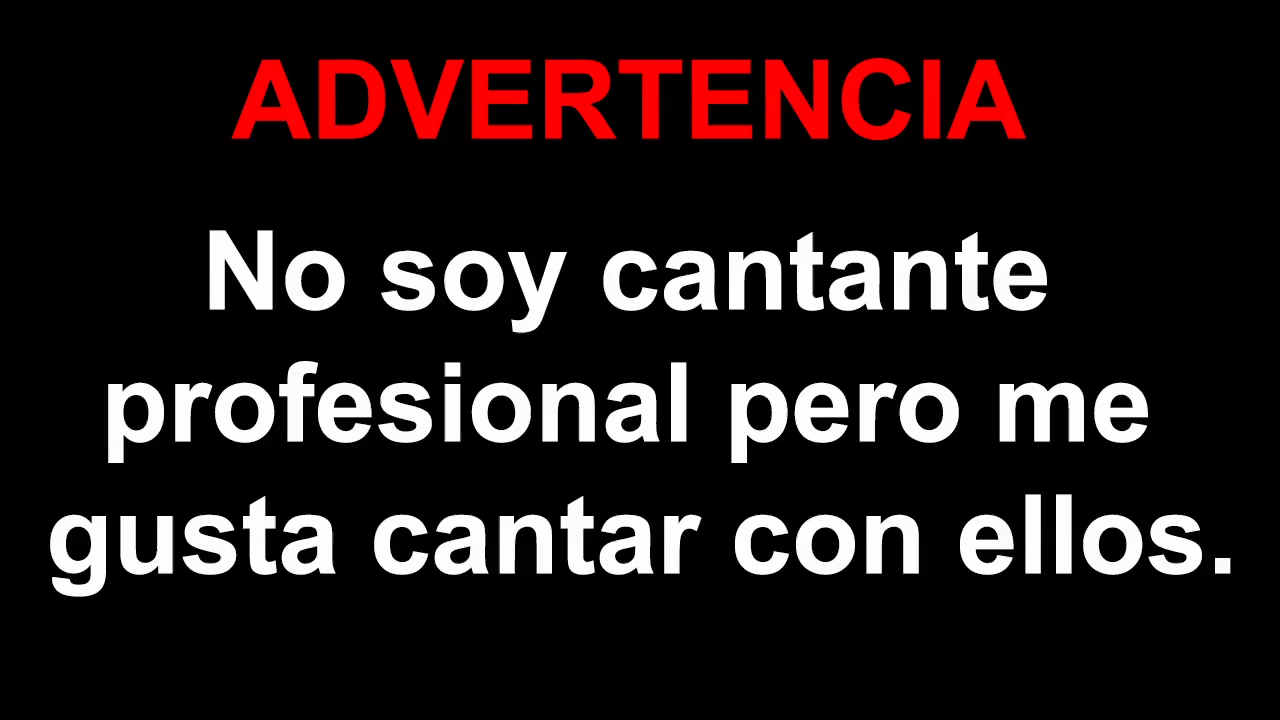 ADVERTENCIA
No soy cantante
profesional pero me
gusta cantar con ellos.